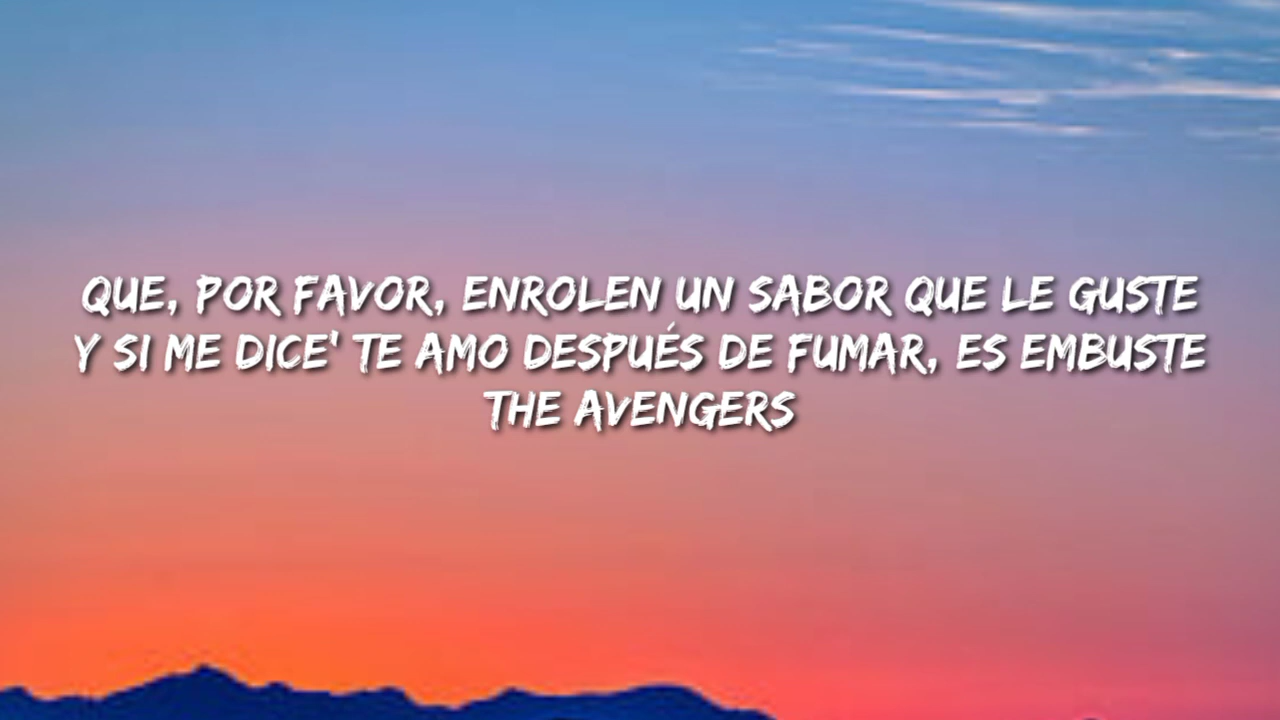 QUE, POR FAVOR, ENROLEN UN SABOR QUE LE GUSTE
Y SI ME DICE' TE AMO DESPUÉS DE FUMAR, ES EMBUSTE
THE AVENGERS